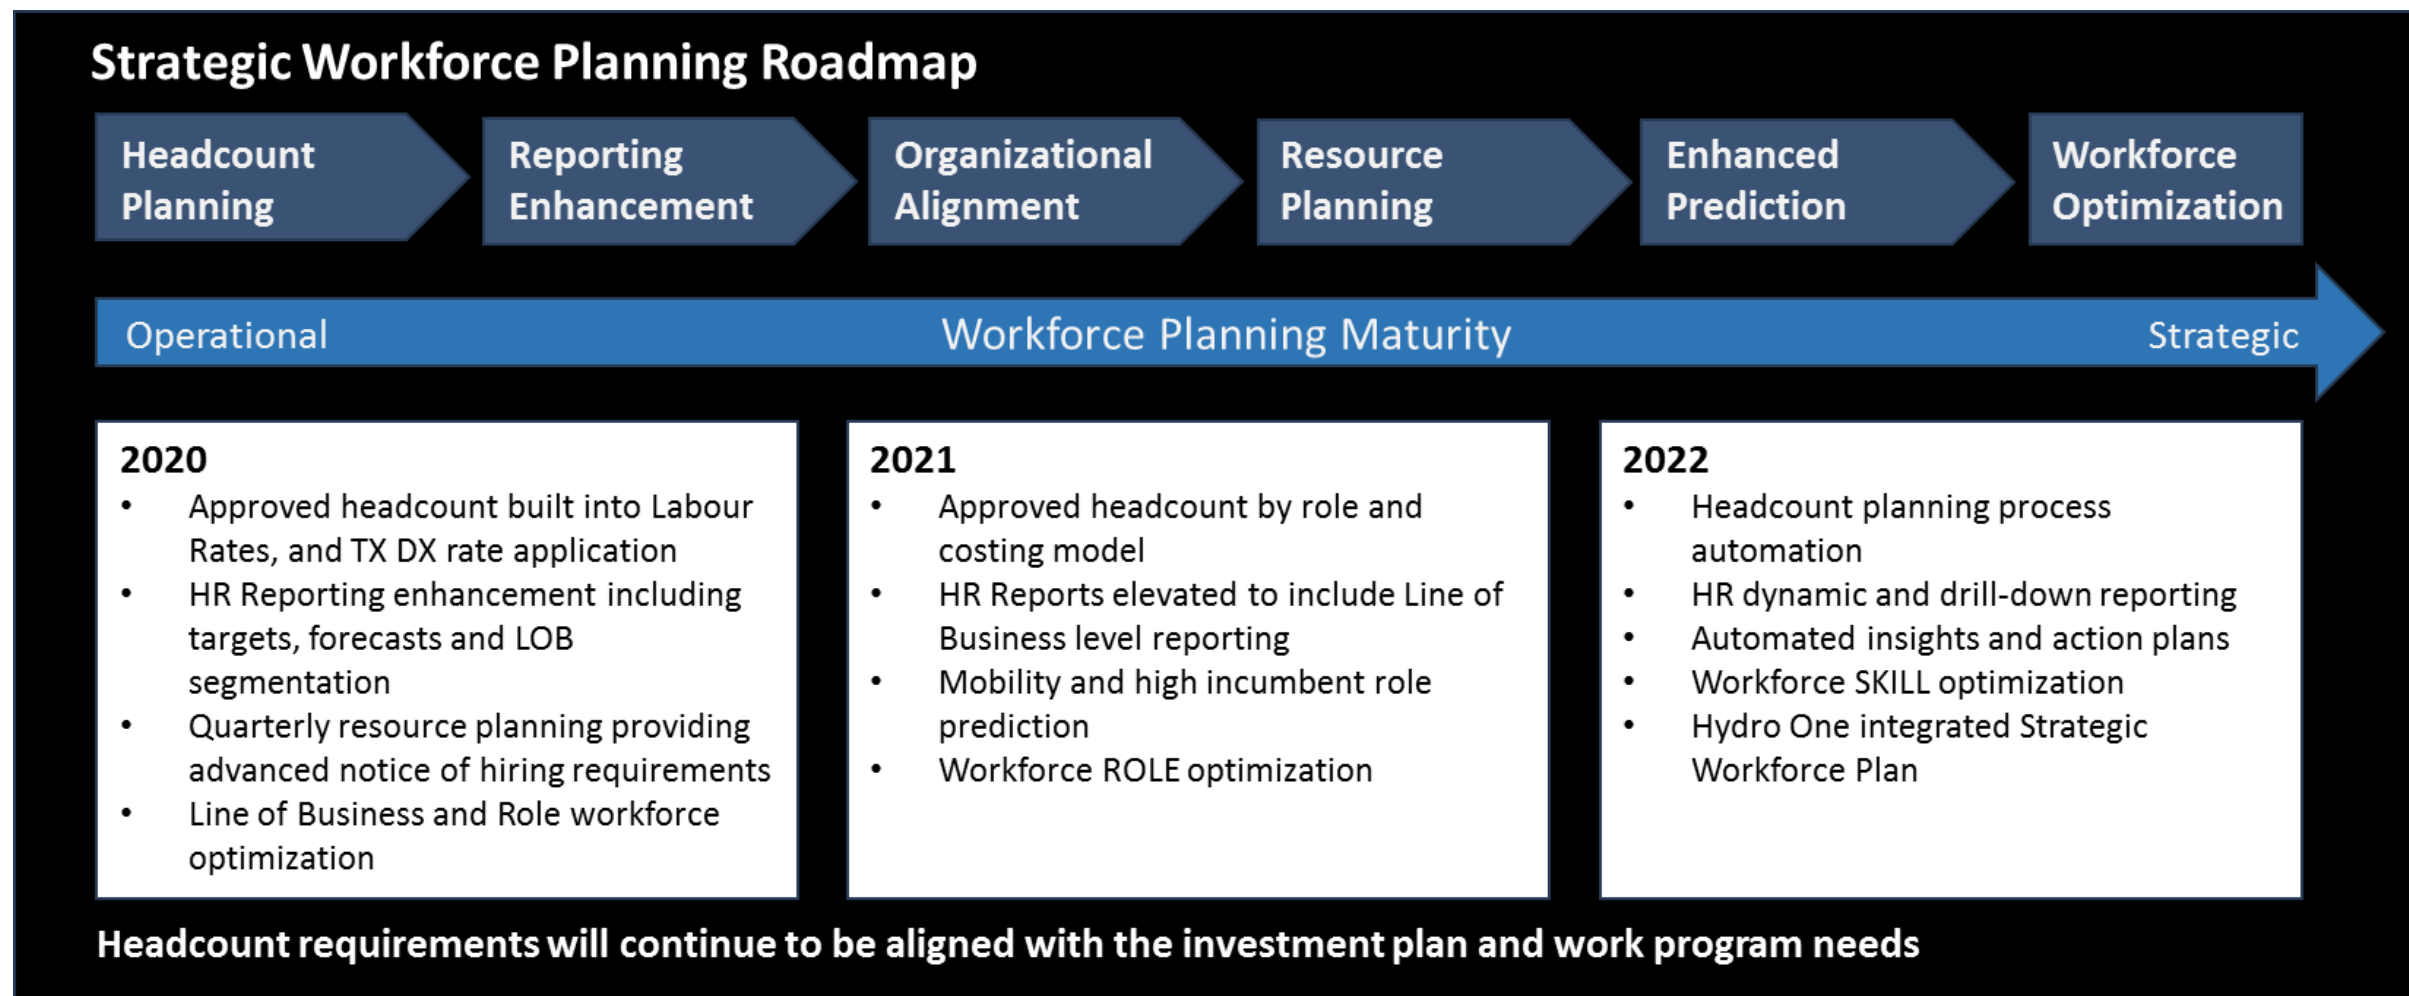 Strategic Workforce Planning Roadmap
Headcount
Planning
Reporting
Enhancement
Organizational
Alignment
Resource
Planning
Enhanced
Prediction
Workforce
Optimization
Operational
Workforce Planning Maturity
Strategic
2020
• Approved headcount built into Labour
Rates, and TX DX rate application
• HR Reporting enhancement including
targets, forecasts and LOB
segmentation
• Quarterly resource planning providing
advanced notice of hiring requirements
• Line of Business and Role workforce
optimization
2021
• Approved headcount by role and
costing model
• HR Reports elevated to include Line of
Business level reporting
• Mobility and high incumbent role
prediction
• Workforce ROLE optimization
2022
• Headcount planning process
automation
• HR dynamic and drill-down reporting
• Automated insights and action plans
• Workforce SKILL optimization
• Hydro One integrated Strategic
Workforce Plan
Headcount requirements will continue to be aligned with the investment plan and work program needs